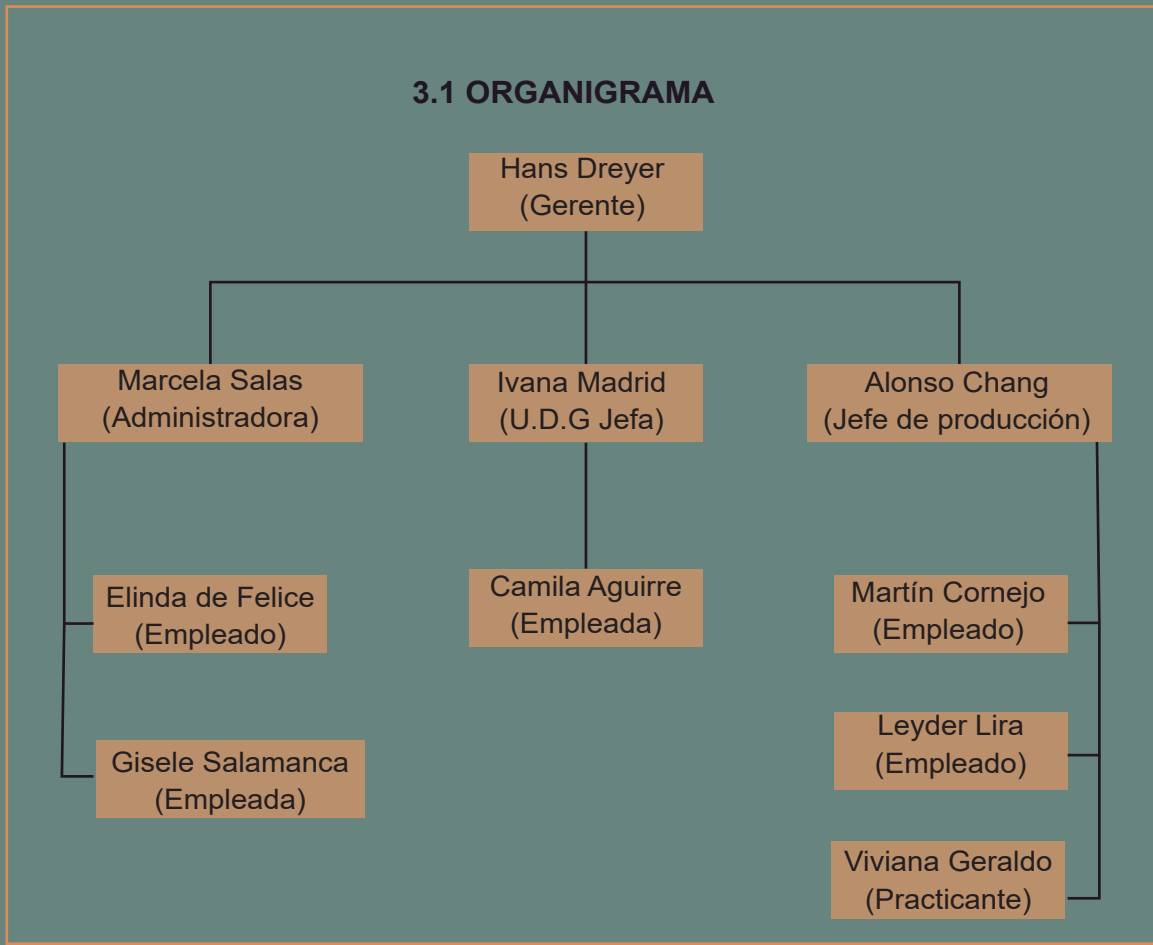 3.1 ORGANIGRAMA
Hans Dreyer
(Gerente)
Marcela Salas
(Administradora)
Ivana Madrid
(U.D.G Jefa)
Alonso Chang
(Jefe de producción)
Elinda de Felice
(Empleado)
Gisele Salamanca
(Empleada)
Camila Aguirre
(Empleada)
Martín Cornejo
(Empleado)
Leyder Lira
(Empleado)
Viviana Geraldo
(Practicante)